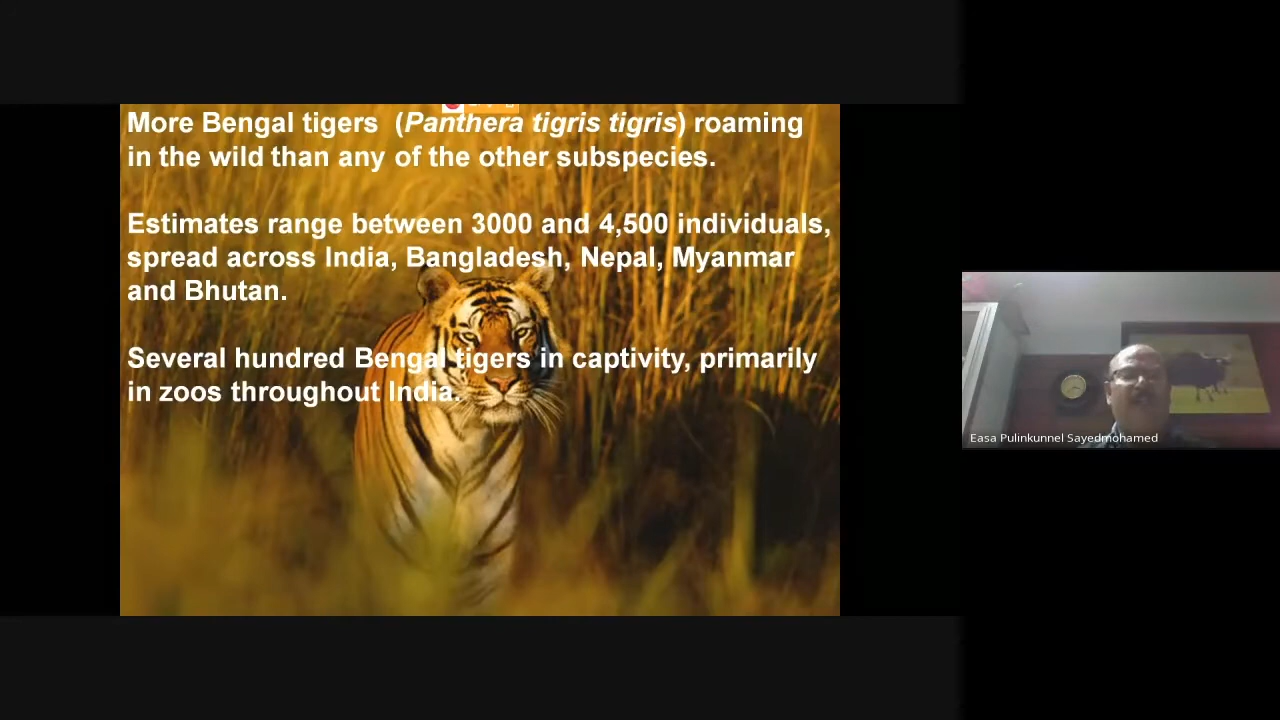 More Bengal tigers (Panthera tigris tigris) roaming
in the wild than any of the other subspecies.
Estimates range between 3000 and 4,500 individuals,
spread across India, Bangladesh, Nepal, Myanmar
and Bhutan.
Several hundred Bengal tigers in captivity, primarily
in zoos throughout India.
Easa Pulinkunnel Sayedmohamed